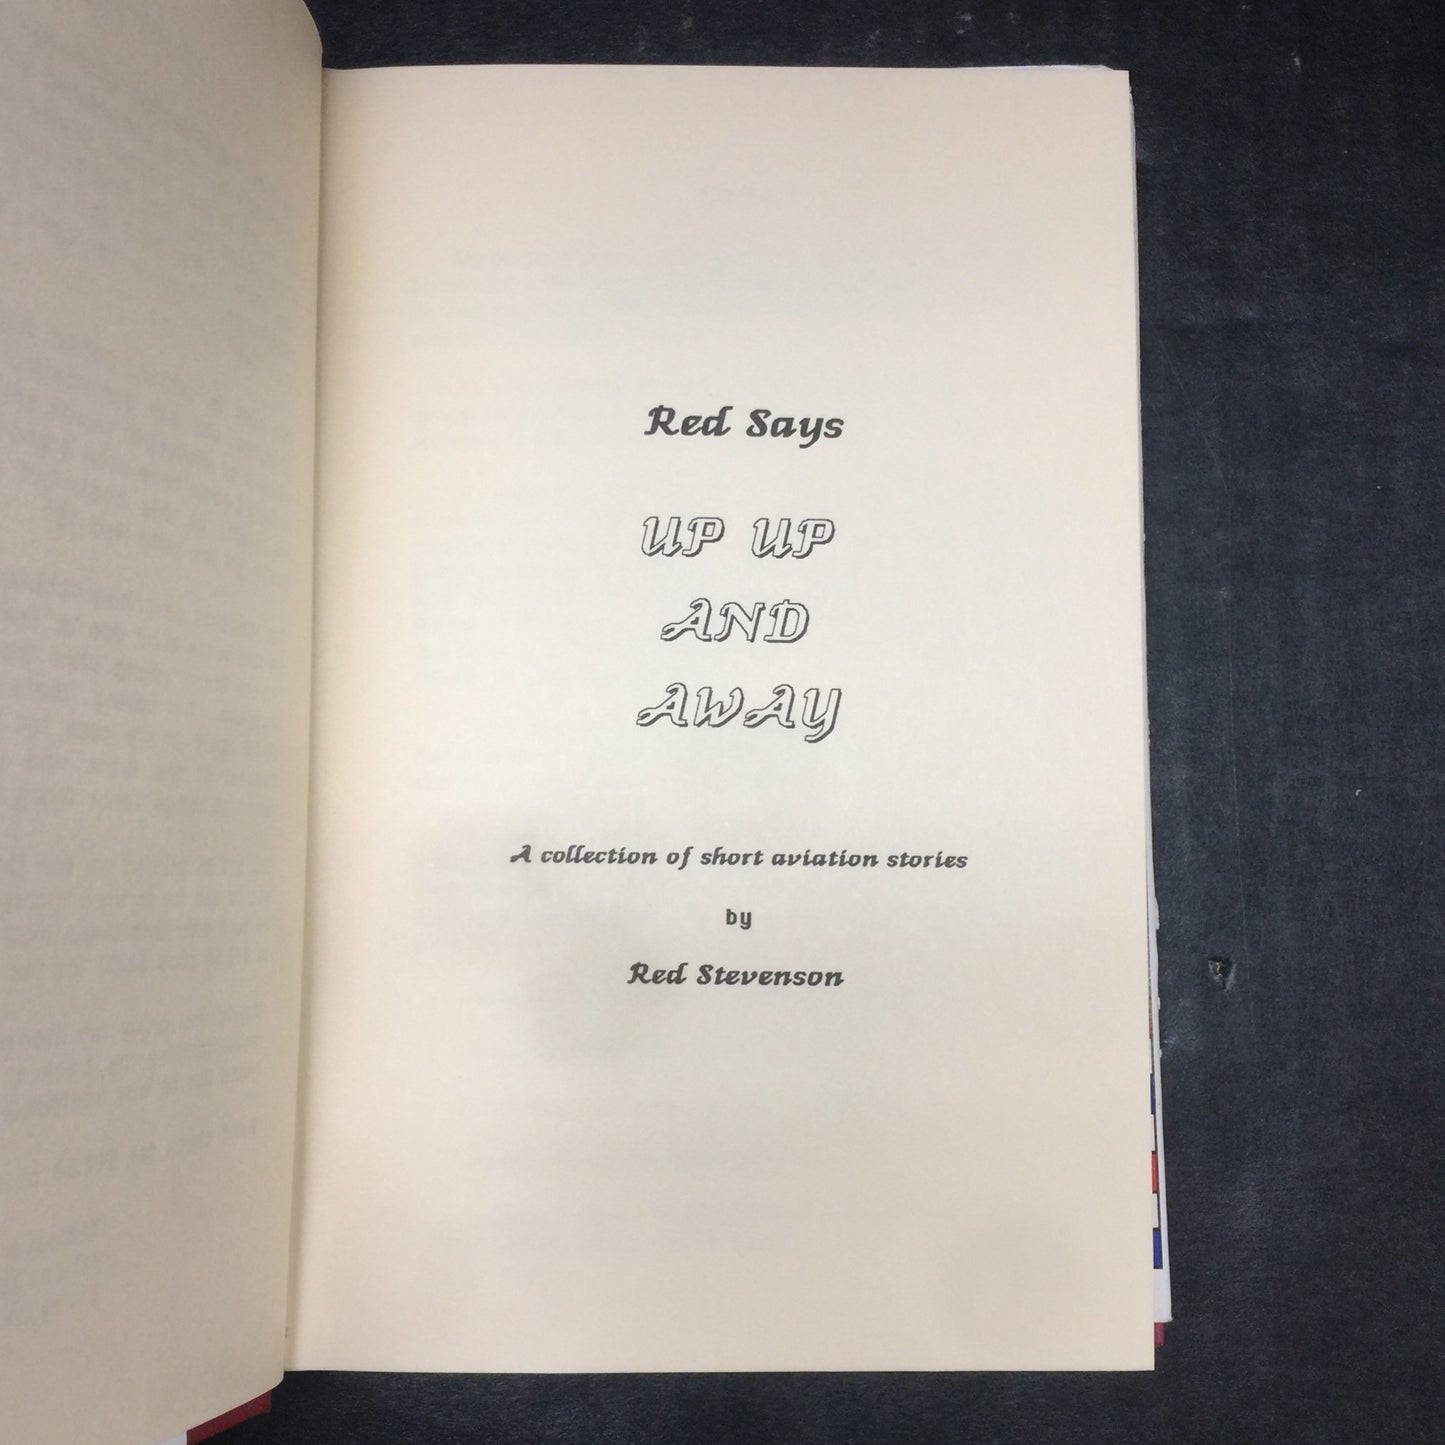 Red Says
UP UP
AND
AWAY
A collection of short aviation stories
by
Red Stevenson